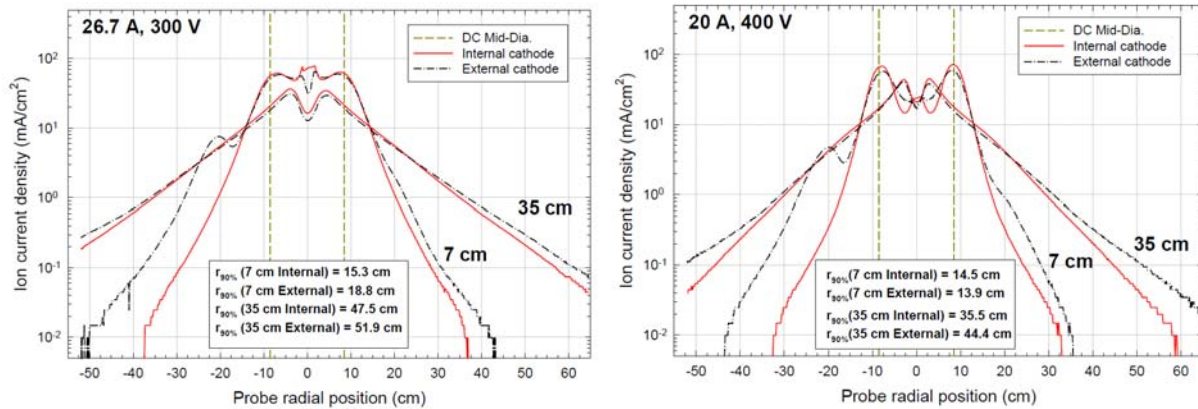 26.7 A, 300 V
DC Mid-Dia.
Internal cathode
External cathode
Ion current density (mA/cm²)
10²
10¹
10⁰
10⁻¹
10⁻²
35 cm
7 cm
r90% (7 cm Internal) = 15.3 cm
r90% (7 cm External) = 18.8 cm
r90% (35 cm Internal) = 47.5 cm
r90% (35 cm External) = 51.9 cm
-50 -40 -30 -20 -10 0 10 20 30 40 50 60
Probe radial position (cm)
20 A, 400 V
DC Mid-Dia.
Internal cathode
External cathode
Ion current density (mA/cm²)
10²
10¹
10⁰
10⁻¹
10⁻²
35 cm
7 cm
r90%(7 cm Internal) = 14.5 cm
r90%(7 cm External) = 13.9 cm
r90%(35 cm Internal) = 35.5 cm
r90%(35 cm External) = 44.4 cm
-50 -40 -30 -20 -10 0 10 20 30 40 50 60
Probe radial position (cm)